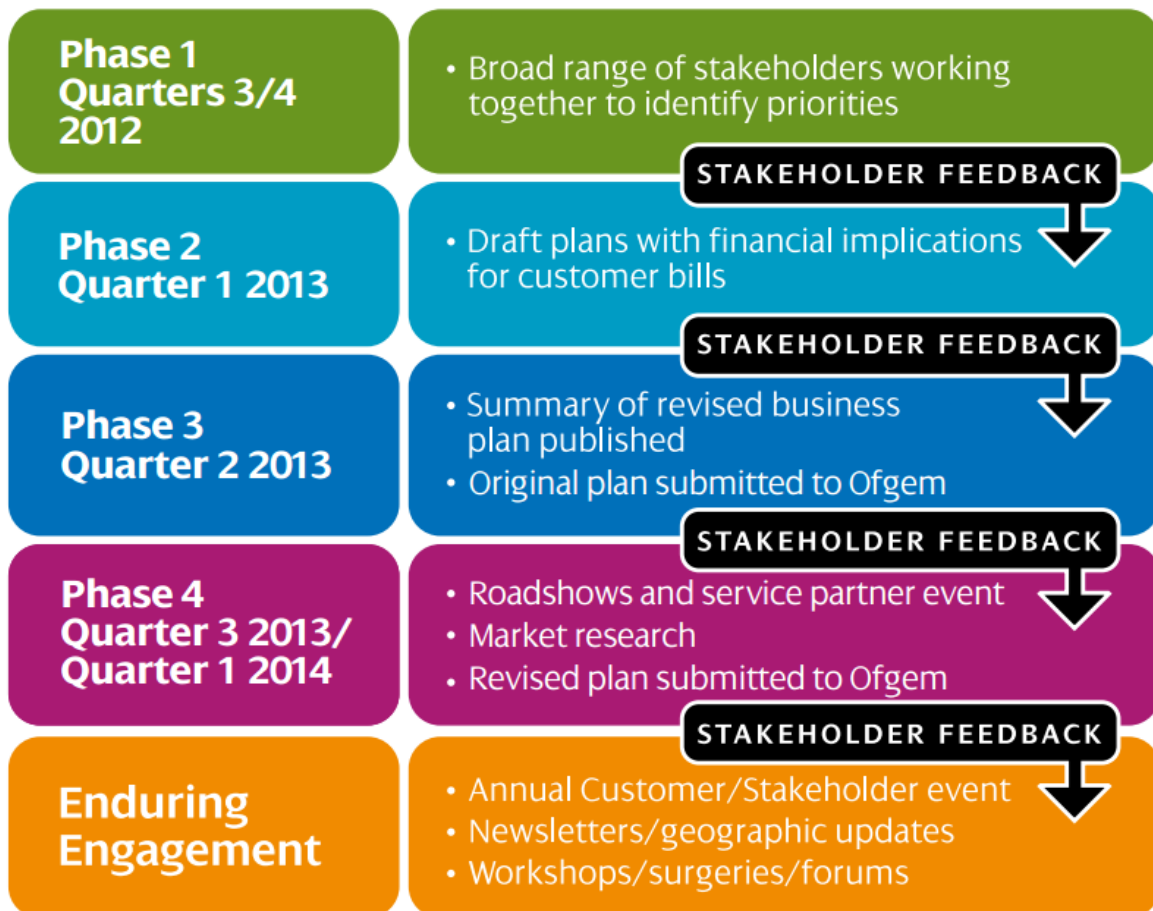 Phase 1
Quarters 3/4
2012
• Broad range of stakeholders working
together to identify priorities
STAKEHOLDER FEEDBACK
Phase 2
Quarter 1 2013
• Draft plans with financial implications
for customer bills
STAKEHOLDER FEEDBACK
Phase 3
Quarter 2 2013
• Summary of revised business
plan published
• Original plan submitted to Ofgem
STAKEHOLDER FEEDBACK
Phase 4
Quarter 3 2013/
Quarter 1 2014
• Roadshows and service partner event
• Market research
• Revised plan submitted to Ofgem
STAKEHOLDER FEEDBACK
Enduring
Engagement
• Annual Customer/Stakeholder event
• Newsletters/geographic updates
• Workshops/surgeries/forums